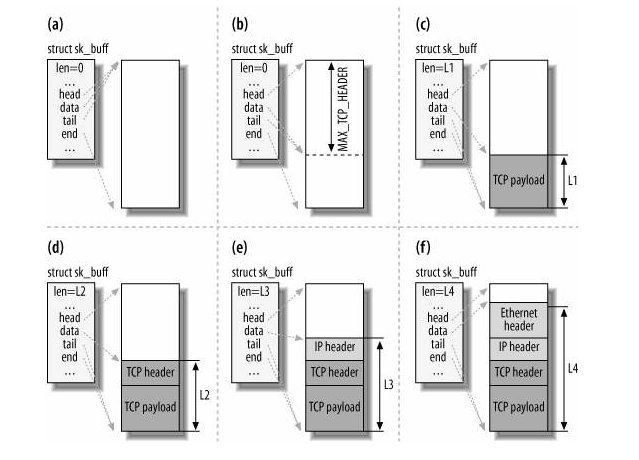 (a)
struct sk_buff
len=0
...
head
data
tail
end
...
(b)
struct sk_buff
len=0
...
head
data
tail
end
...
MAX_TCP_HEADER
(c)
struct sk_buff
len=L1
...
head
data
tail
end
...
TCP payload
L1
(d)
struct sk_buff
len=L2
...
head
data
tail
end
...
TCP header
TCP payload
L2
(e)
struct sk_buff
len=L3
...
head
data
tail
end
...
IP header
TCP header
TCP payload
L3
(f)
struct sk_buff
len=L4
...
head
data
tail
end
...
Ethernet
header
IP header
TCP header
TCP payload
L4